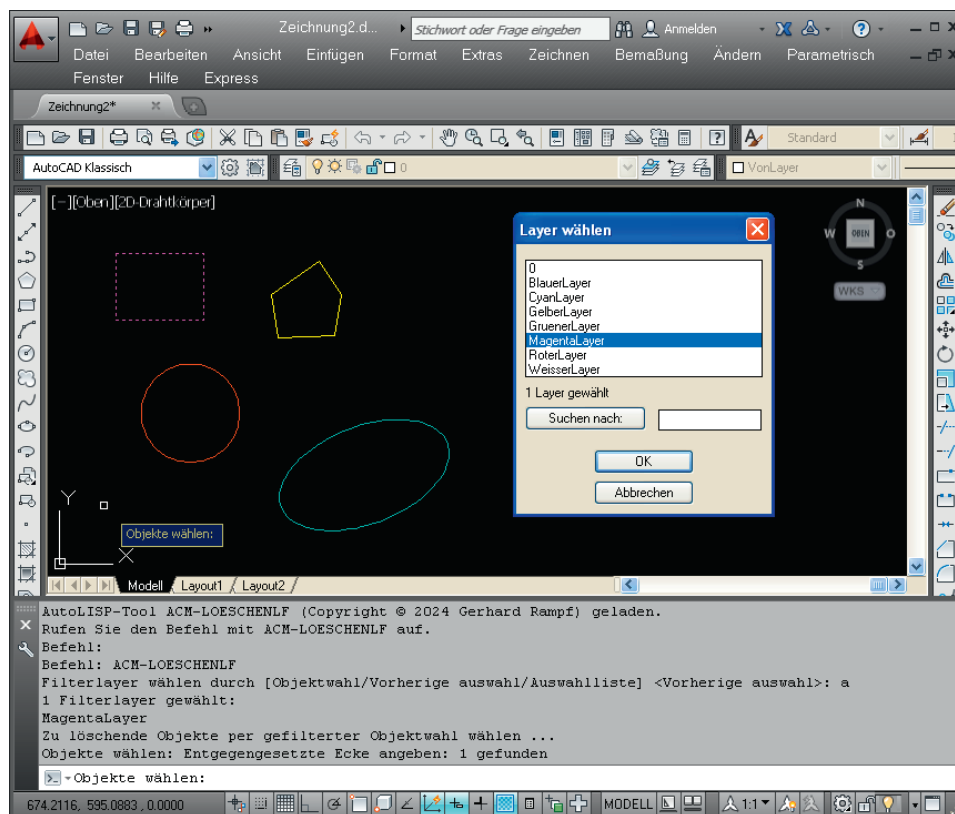 Zeichnung2.d...
Stichwort oder Frage eingeben
Anmelden
Datei Bearbeiten Ansicht Einfügen Format Extras Zeichnen Bemaßung Ändern Parametrisch
Fenster Hilfe Express
Zeichnung2*
Standard
AutoCAD Klassisch
0
VonLayer
[−][Oben][2D-Drahtkörper]
N
W
OBEN
O
S
WKS
Layer wählen
0
BlauerLayer
CyanLayer
GelberLayer
GruenerLayer
MagentaLayer
RoterLayer
WeisserLayer
1 Layer gewählt
Suchen nach:
OK
Abbrechen
Y
X
Objekte wählen:
Modell Layout1 Layout2
AutoLISP-Tool ACM-LOESCHENLF (Copyright © 2024 Gerhard Rampf) geladen.
Rufen Sie den Befehl mit ACM-LOESCHENLF auf.
Befehl:
Befehl: ACM-LOESCHENLF
Filterlayer wählen durch [Objektwahl/Vorherige auswahl/Auswahlliste] <Vorherige auswahl>: a
1 Filterlayer gewählt:
MagentaLayer
Zu löschende Objekte per gefilterter Objektwahl wählen ...
Objekte wählen: Entgegengesetzte Ecke angeben: 1 gefunden
Objekte wählen:
674.2116, 595.0883, 0.0000
MODELL
1:1